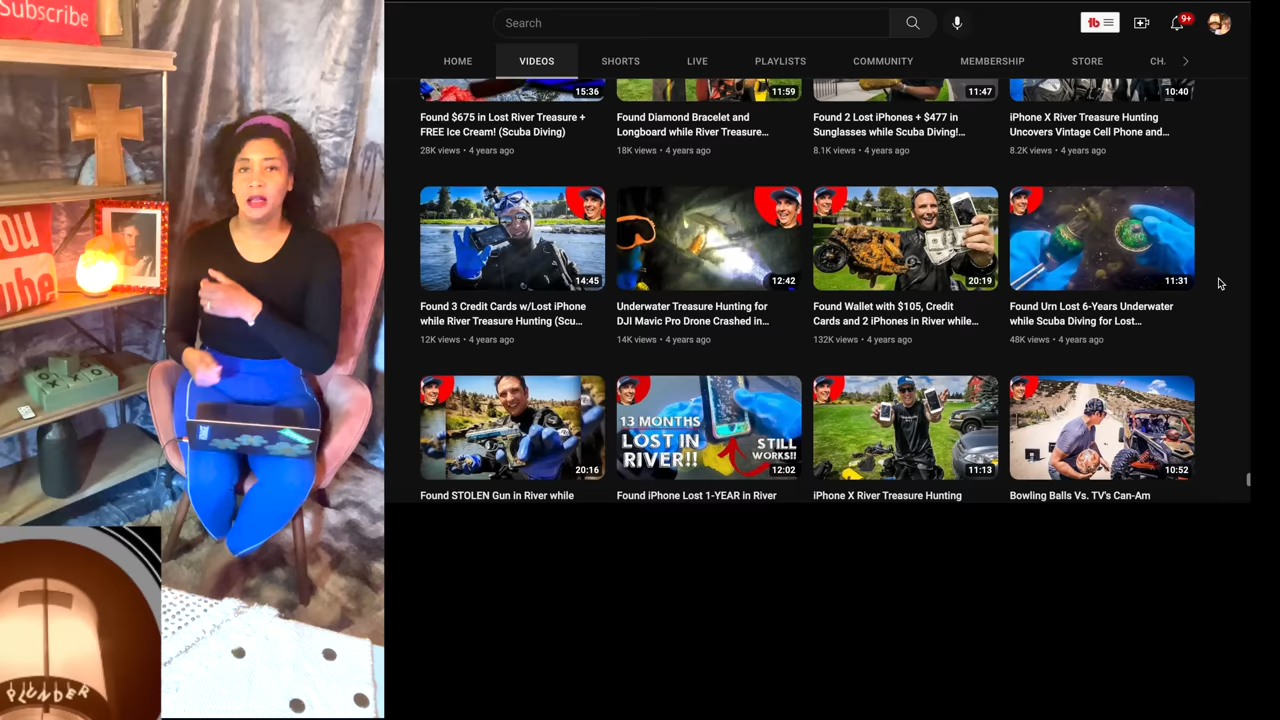 Subscribe
You
Tube
OXO
PLUNDER
Search
9+
HOME
VIDEOS
SHORTS
LIVE
PLAYLISTS
COMMUNITY
MEMBERSHIP
STORE
CH.
15:36
11:59
11:47
10:40
Found $675 in Lost River Treasure +
FREE Ice Cream! (Scuba Diving)
28K views • 4 years ago
Found Diamond Bracelet and
Longboard while River Treasure...
18K views • 4 years ago
Found 2 Lost iPhones + $477 in
Sunglasses while Scuba Diving!...
8.1K views • 4 years ago
iPhone X River Treasure Hunting
Uncovers Vintage Cell Phone and...
8.2K views • 4 years ago
14:45
12:42
20:19
11:31
Found 3 Credit Cards w/Lost iPhone
while River Treasure Hunting (Scu...
12K views • 4 years ago
Underwater Treasure Hunting for
DJI Mavic Pro Drone Crashed in...
14K views • 4 years ago
Found Wallet with $105, Credit
Cards and 2 iPhones in River while...
132K views • 4 years ago
Found Urn Lost 6-Years Underwater
while Scuba Diving for Lost...
48K views • 4 years ago
20:16
13 MONTHS
LOST IN
RIVER!!
STILL
WORKS!!
12:02
11:13
10:52
Found STOLEN Gun in River while
Found iPhone Lost 1-YEAR in River
iPhone X River Treasure Hunting
Bowling Balls Vs. TV's Can-Am